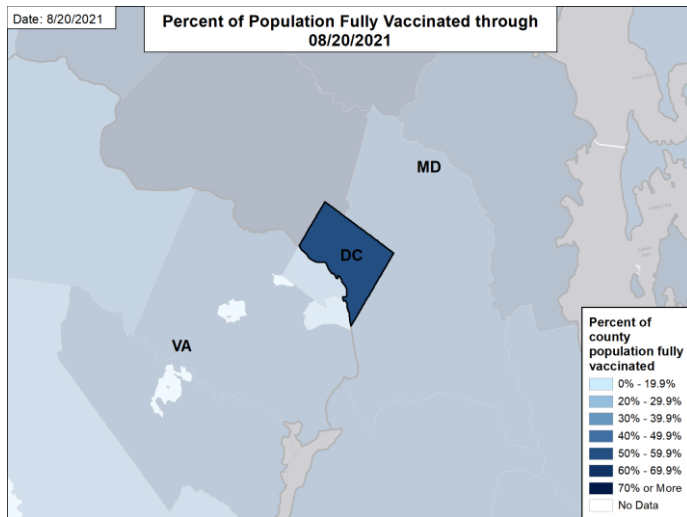 Date: 8/20/2021
Percent of Population Fully Vaccinated through
08/20/2021
MD
DC
VA
Percent of
county
population fully
vaccinated
0% - 19.9%
20% - 29.9%
30% - 39.9%
40% - 49.9%
50% - 59.9%
60% - 69.9%
70% or More
No Data